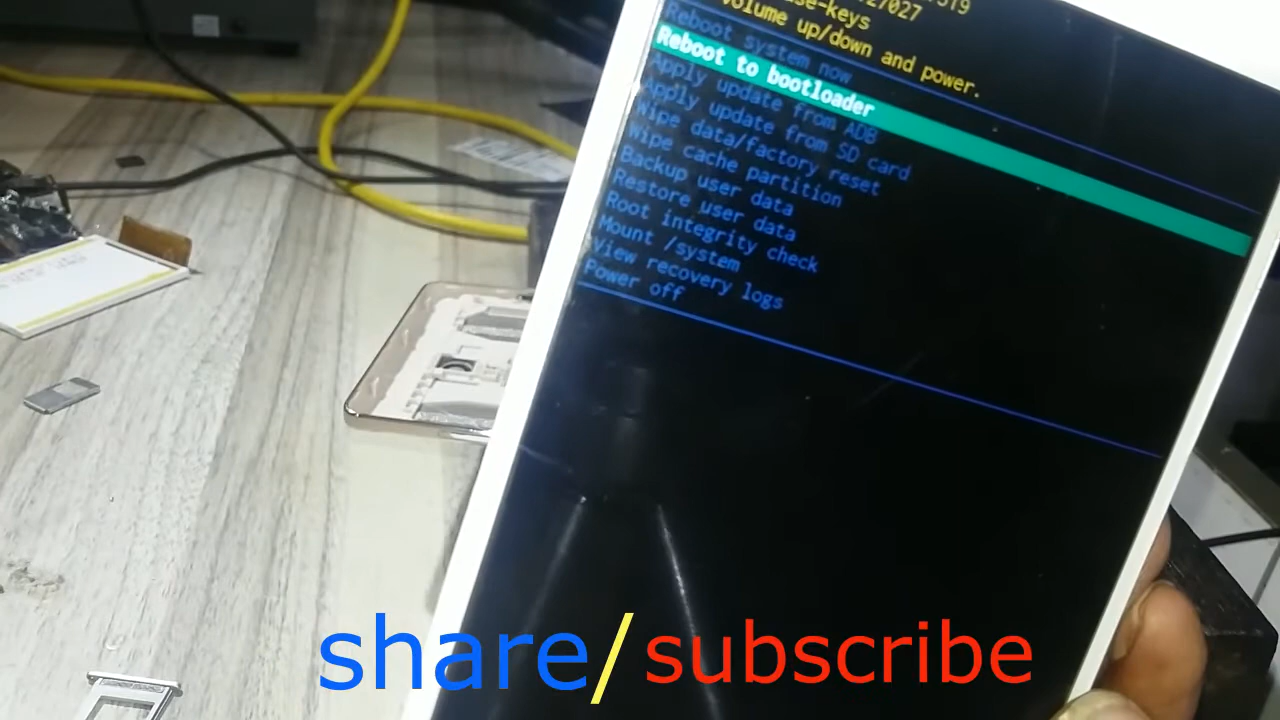 27027
-keys
volume up/down and power.
Reboot system now
Reboot to bootloader
Apply update from ADB
Apply update from SD card
Wipe data/factory reset
Wipe cache partition
Backup user data
Restore user data
Root integrity check
Mount /system
View recovery logs
Power off
share/subscribe